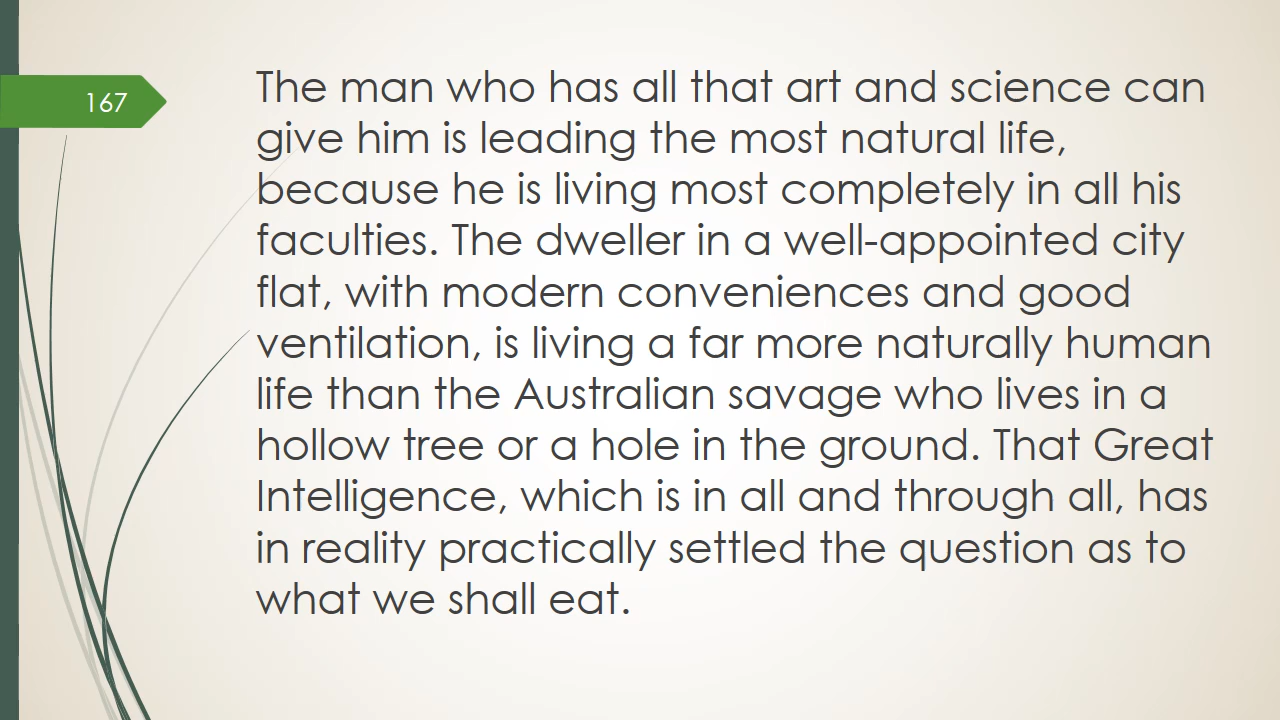 167
The man who has all that art and science can
give him is leading the most natural life,
because he is living most completely in all his
faculties. The dweller in a well-appointed city
flat, with modern conveniences and good
ventilation, is living a far more naturally human
life than the Australian savage who lives in a
hollow tree or a hole in the ground. That Great
Intelligence, which is in all and through all, has
in reality practically settled the question as to
what we shall eat.